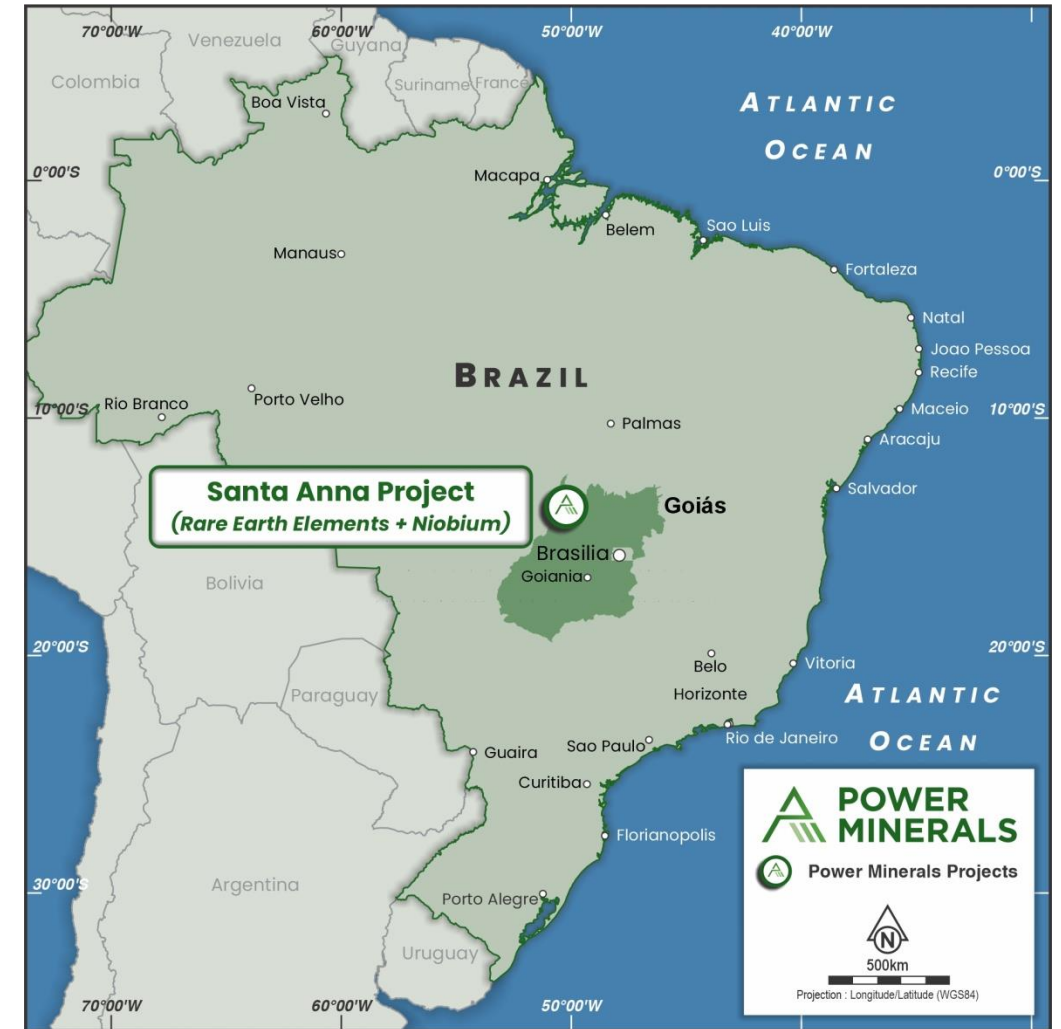 70°00'W
60°00'W
50°00'W
40°00'W
Venezuela
Guyana
Colombia
Suriname
France
Boa Vista
ATLANTIC
OCEAN
0°00'S
0°00'S
Macapa
Belem
Sao Luis
Manaus
Fortaleza
Natal
Joao Pessoa
Recife
BRAZIL
Porto Velho
Rio Branco
10°00'S
10°00'S
Palmas
Maceio
Aracaju
Salvador
Santa Anna Project
(Rare Earth Elements + Niobium)
Goiás
Brasilia
Goiania
Bolivia
20°00'S
20°00'S
Belo
Horizonte
Vitoria
Paraguay
ATLANTIC
OCEAN
Rio de Janeiro
Sao Paulo
Guaira
Curitiba
Florianopolis
Argentina
30°00'S
Porto Alegre
Uruguay
POWER
MINERALS
Power Minerals Projects
N
500km
Projection : Longitude/Latitude (WGS84)
70°00'W
60°00'W
50°00'W